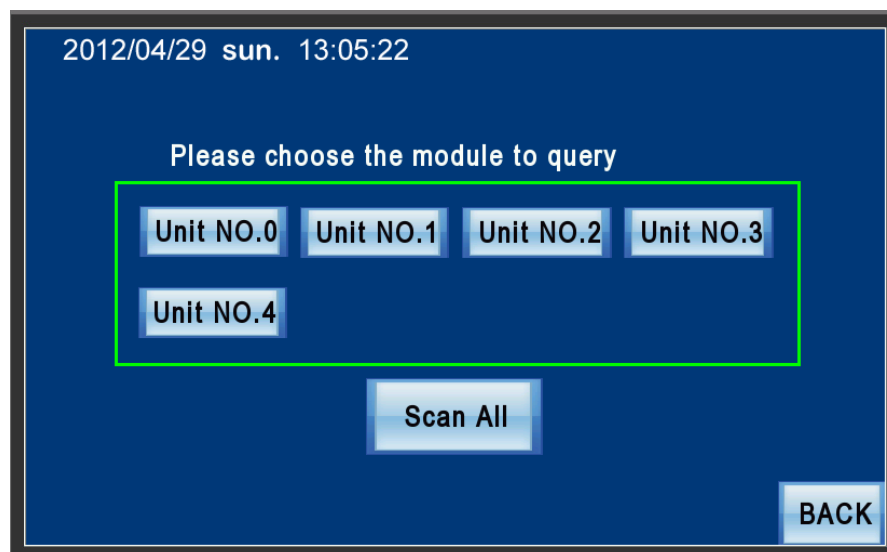 2012/04/29 sun. 13:05:22
Please choose the module to query
Unit NO.0 Unit NO.1 Unit NO.2 Unit NO.3
Unit NO.4
Scan All
BACK